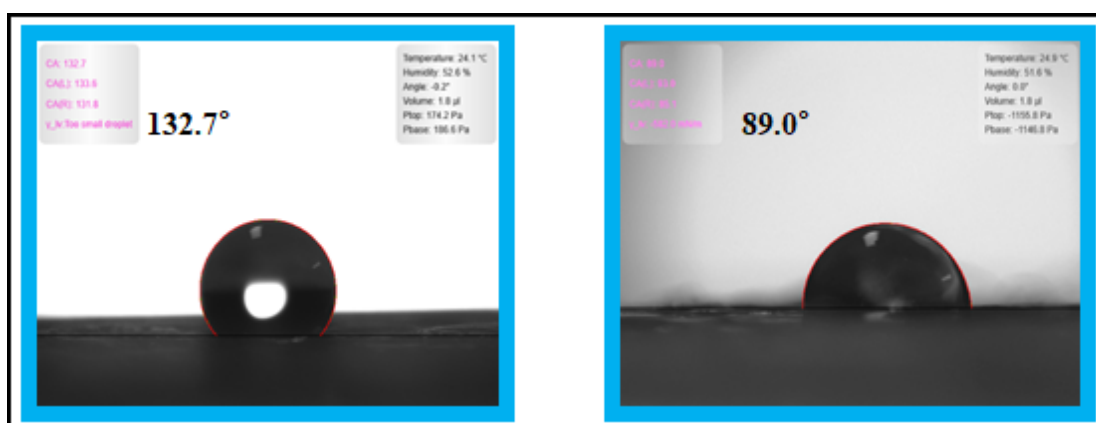 CA: 132.7
CA(L): 133.6
CA(R): 131.8
γ_lv:Too small droplet
132.7°
Temperature: 24.1 °C
Humidity: 52.6 %
Angle: -0.2°
Volume: 1.8 µl
Ptop: 174.2 Pa
Pbase: 186.6 Pa
89.0°
Temperature: 24.9 °C
Humidity: 51.6 %
Angle: 0.0°
Volume: 1.8 µl
Ptop: -1155.8 Pa
Pbase: -1146.8 Pa